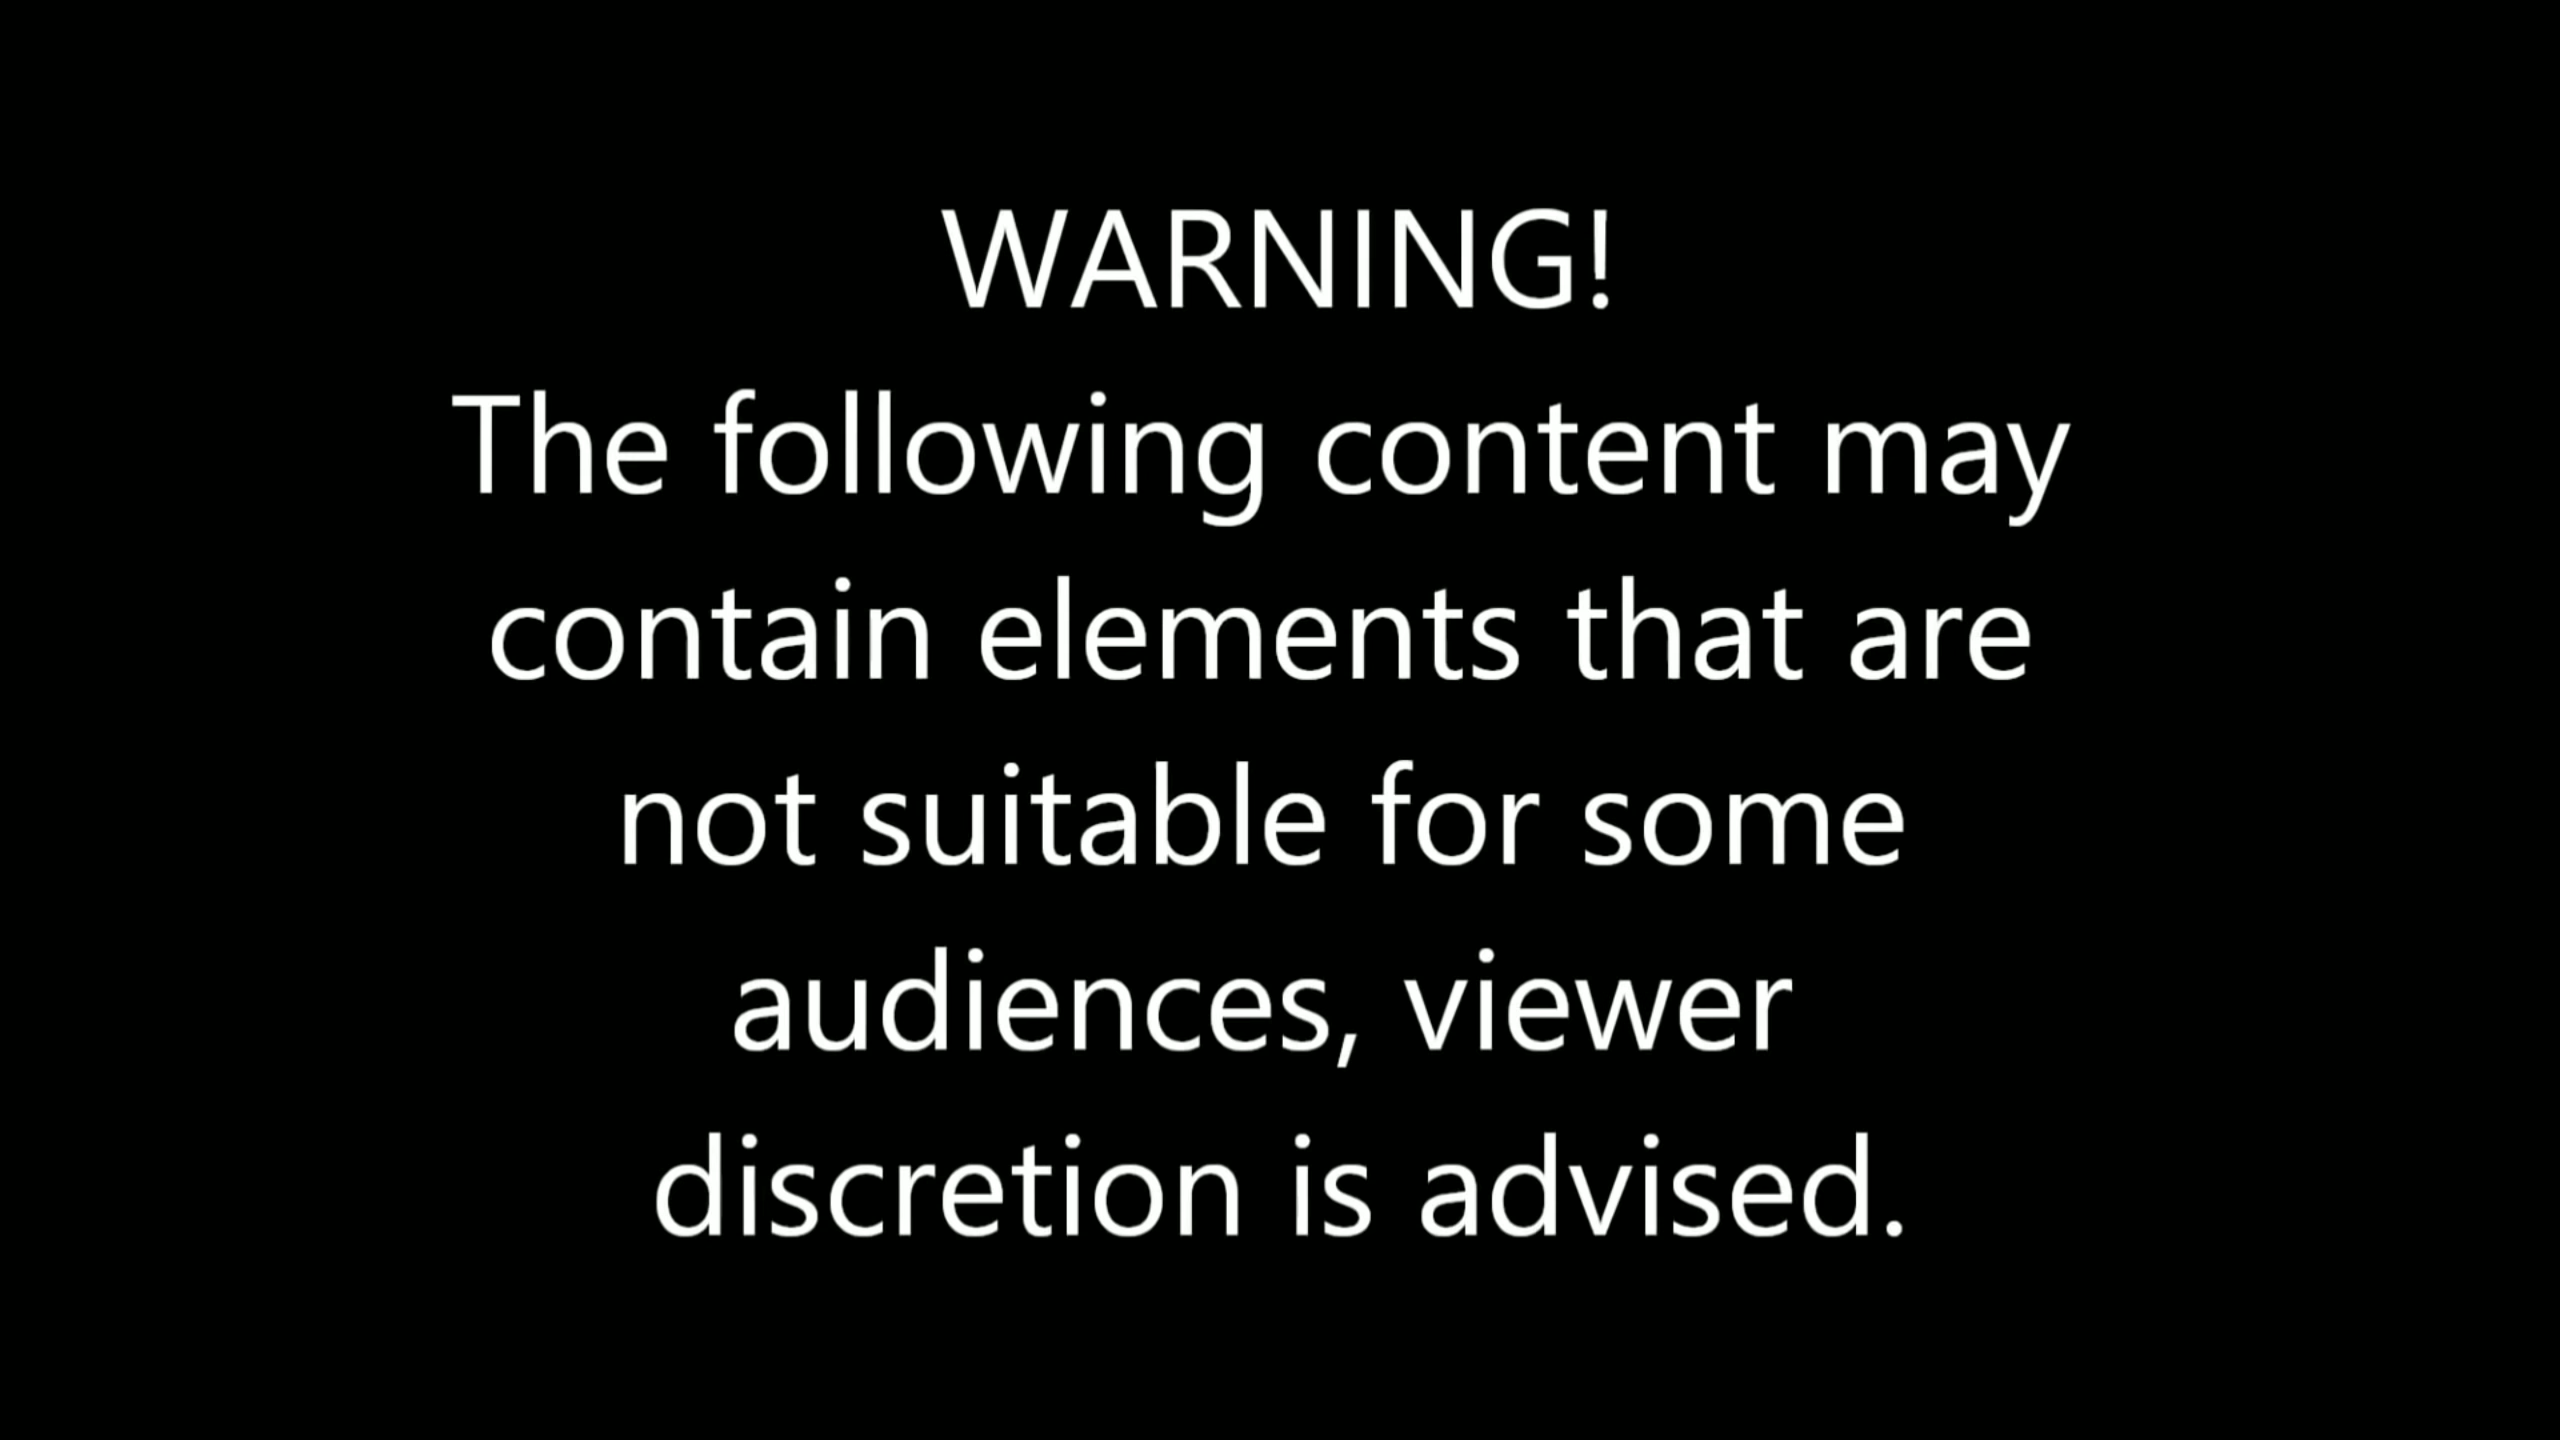 WARNING!
The following content may
contain elements that are
not suitable for some
audiences, viewer
discretion is advised.